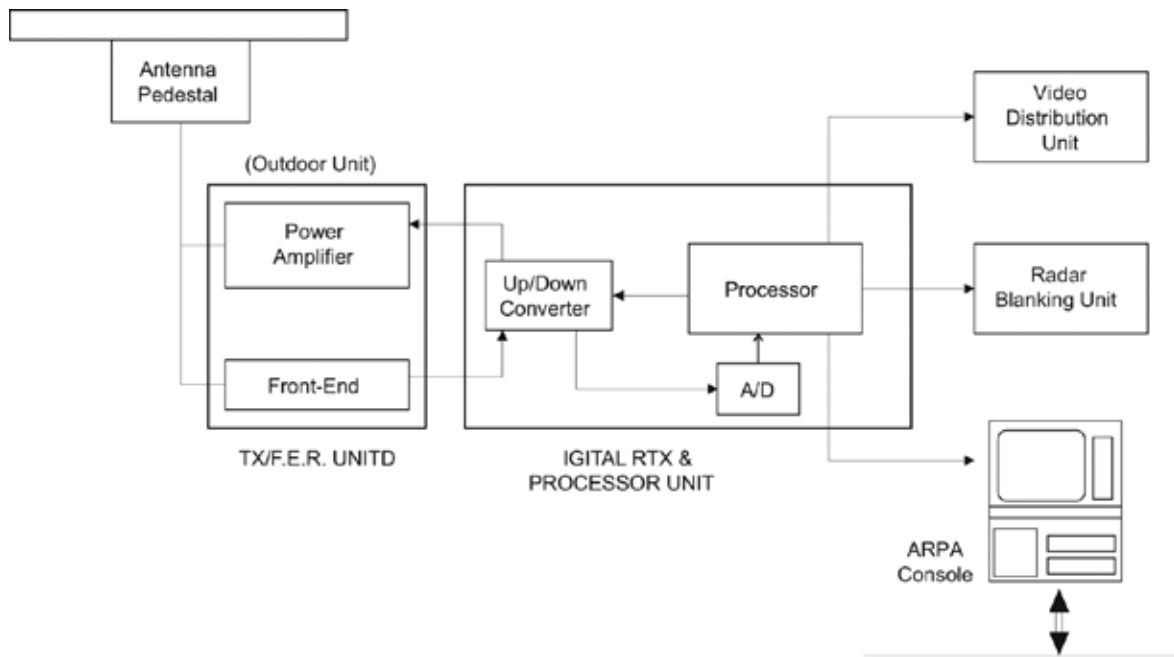 Antenna
Pedestal
(Outdoor Unit)
Power
Amplifier
Front-End
TX/F.E.R. UNITD
Up/Down
Converter
Processor
A/D
IGITAL RTX &
PROCESSOR UNIT
Video
Distribution
Unit
Radar
Blanking Unit
ARPA
Console